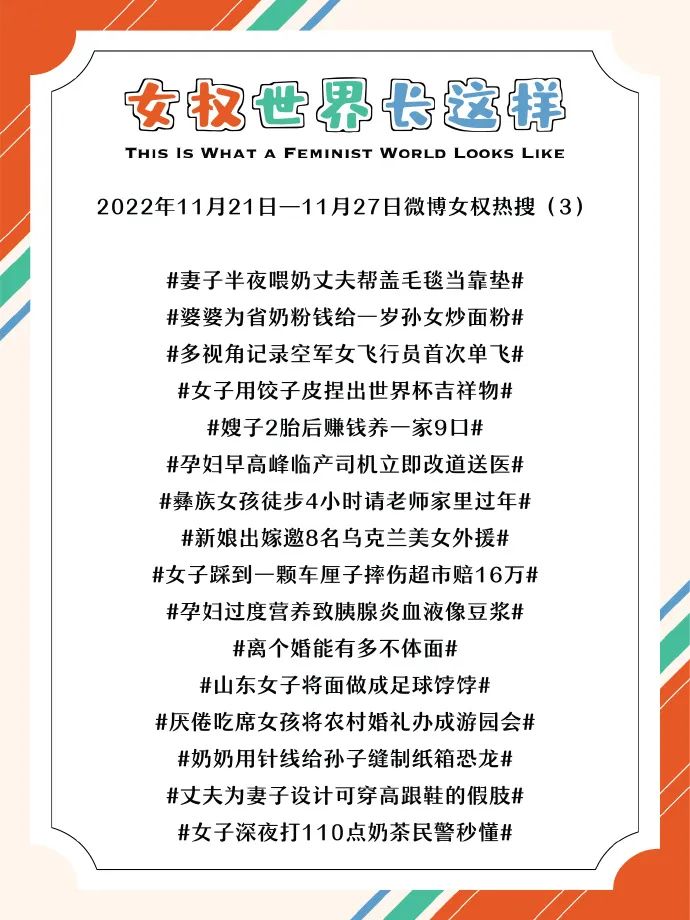 女权世界长这样
THIS IS WHAT A FEMINIST WORLD LOOKS LIKE
2022年11月21日—11月27日微博女权热搜（3）
#妻子半夜喂奶丈夫帮盖毛毯当靠垫#
#婆婆为省奶粉钱给一岁孙女炒面粉#
#多视角记录空军女飞行员首次单飞#
#女子用饺子皮捏出世界杯吉祥物#
#嫂子2胎后赚钱养一家9口#
#孕妇早高峰临产司机立即改道送医#
#彝族女孩徒步4小时请老师家里过年#
#新娘出嫁邀8名乌克兰美女外援#
#女子踩到一颗车厘子摔伤超市赔16万#
#孕妇过度营养致胰腺炎血液像豆浆#
#离个婚能有多不体面#
#山东女子将面做成足球饽饽#
#厌倦吃席女孩将农村婚礼办成游园会#
#奶奶用针线给孙子缝制纸箱恐龙#
#丈夫为妻子设计可穿高跟鞋的假肢#
#女子深夜打110点奶茶民警秒懂#